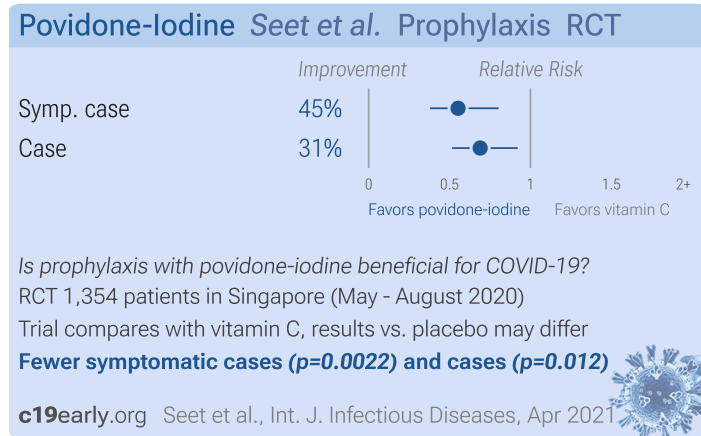 Povidone-Iodine Seet et al. Prophylaxis RCT
Improvement Relative Risk
Symp. case 45%
Case 31%
0 0.5 1 1.5 2+
Favors povidone-iodine Favors vitamin C
Is prophylaxis with povidone-iodine beneficial for COVID-19?
RCT 1,354 patients in Singapore (May - August 2020)
Trial compares with vitamin C, results vs. placebo may differ
Fewer symptomatic cases (p=0.0022) and cases (p=0.012)
c19early.org Seet et al., Int. J. Infectious Diseases, Apr 2021